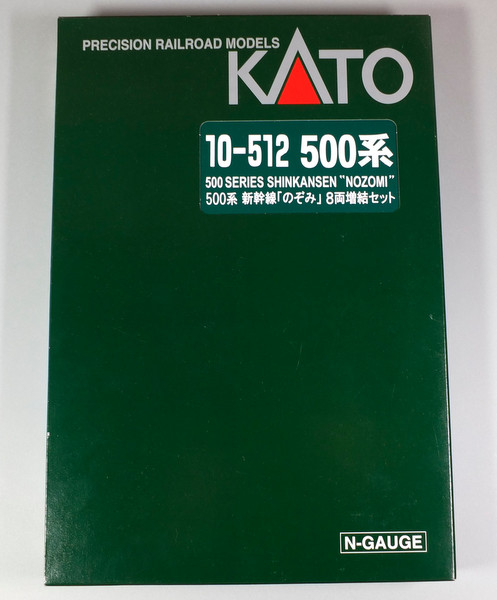 PRECISION RAILROAD MODELS
KATO
10-512 500系
500 SERIES SHINKANSEN "NOZOMI"
500系 新幹線「のぞみ」8両増結セット
N-GAUGE